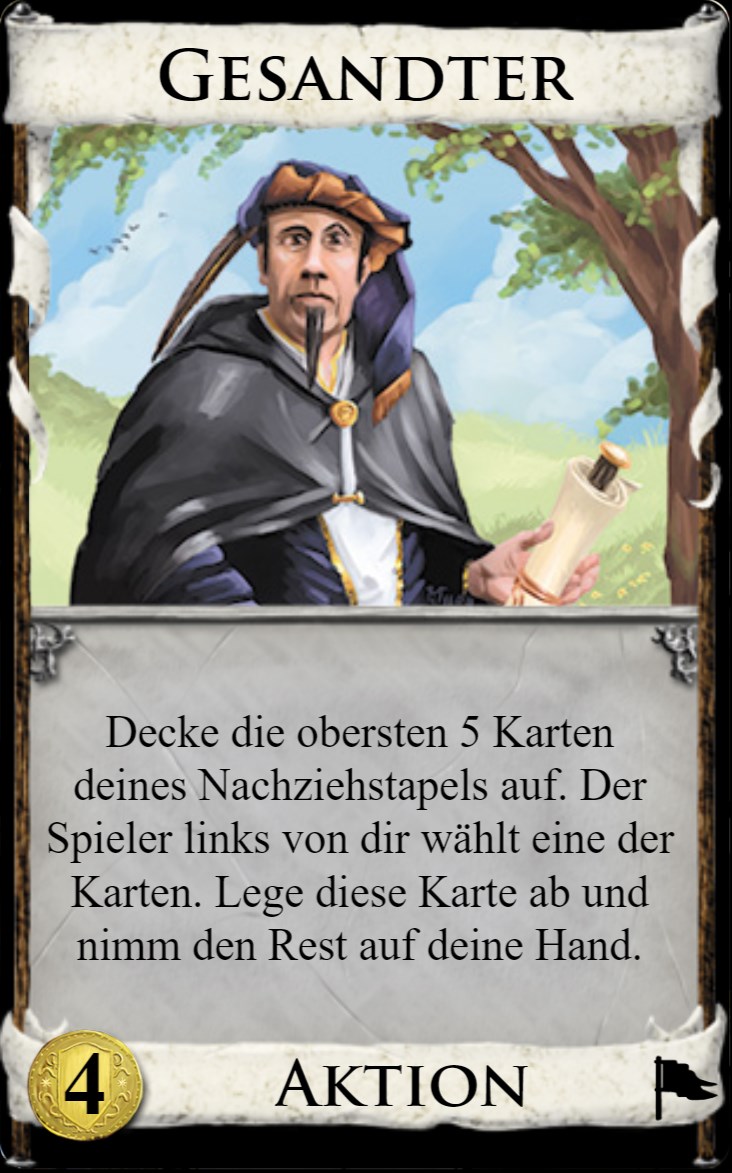 GESANDTER
Decke die obersten 5 Karten
deines Nachziehstapels auf. Der
Spieler links von dir wählt eine der
Karten. Lege diese Karte ab und
nimm den Rest auf deine Hand.
4
AKTION